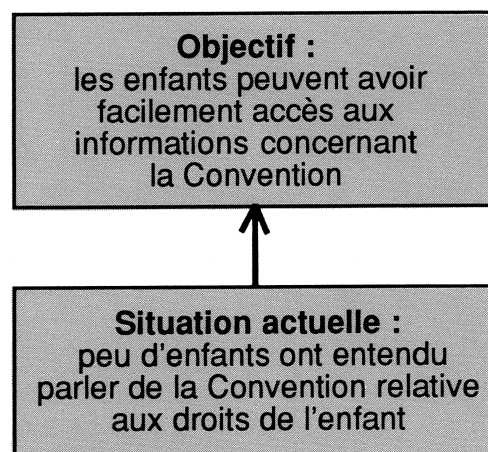 Objectif :
les enfants peuvent avoir
facilement accès aux
informations concernant
la Convention
Situation actuelle :
peu d'enfants ont entendu
parler de la Convention relative
aux droits de l'enfant